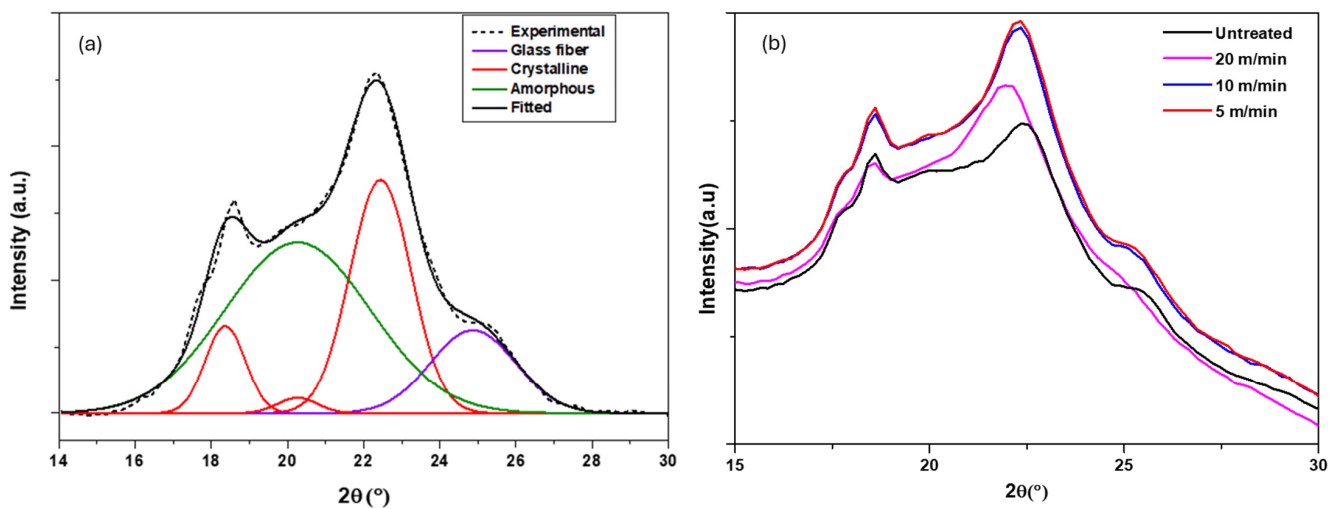 (a)
Experimental
Glass fiber
Crystalline
Amorphous
Fitted
Intensity (a.u.)
14 16 18 20 22 24 26 28 30
2θ(º)
(b)
Untreated
20 m/min
10 m/min
5 m/min
Intensity(a.u)
15 20 25 30
2θ(º)